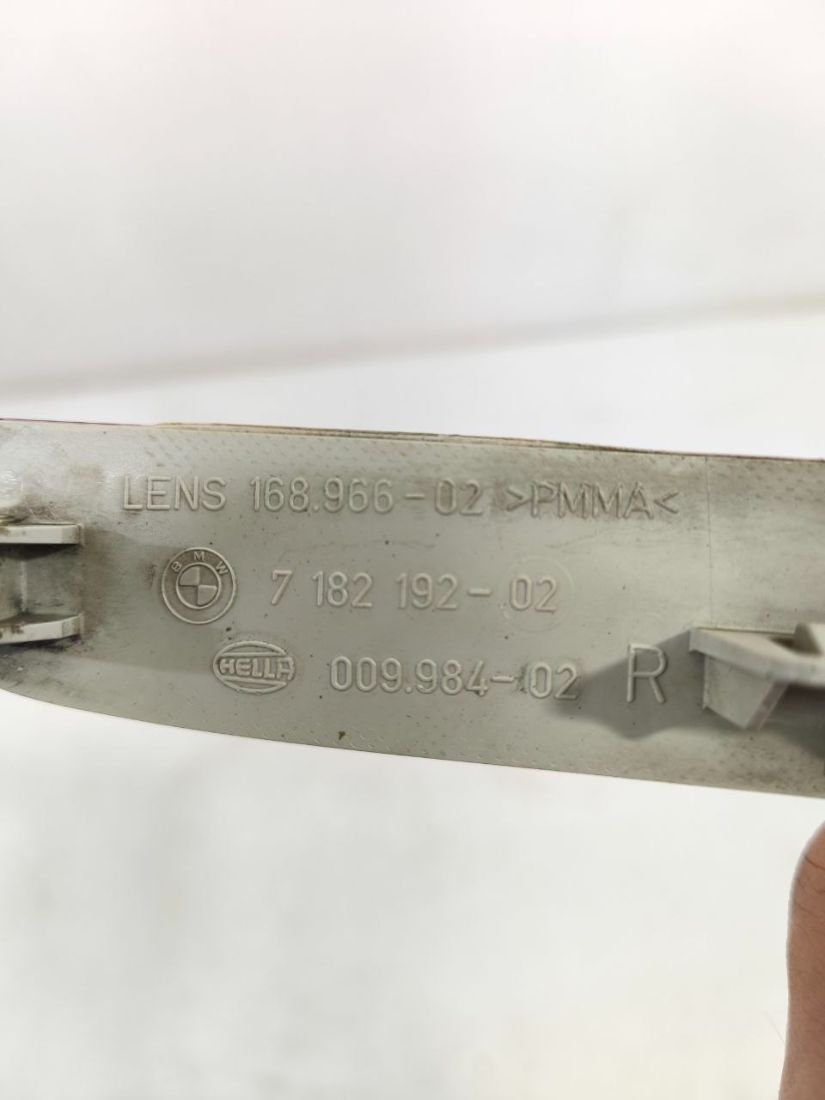 LENS 168.966-02 >PMMA<
BMW 7 182 192-02
HELLA 009.984-02 R